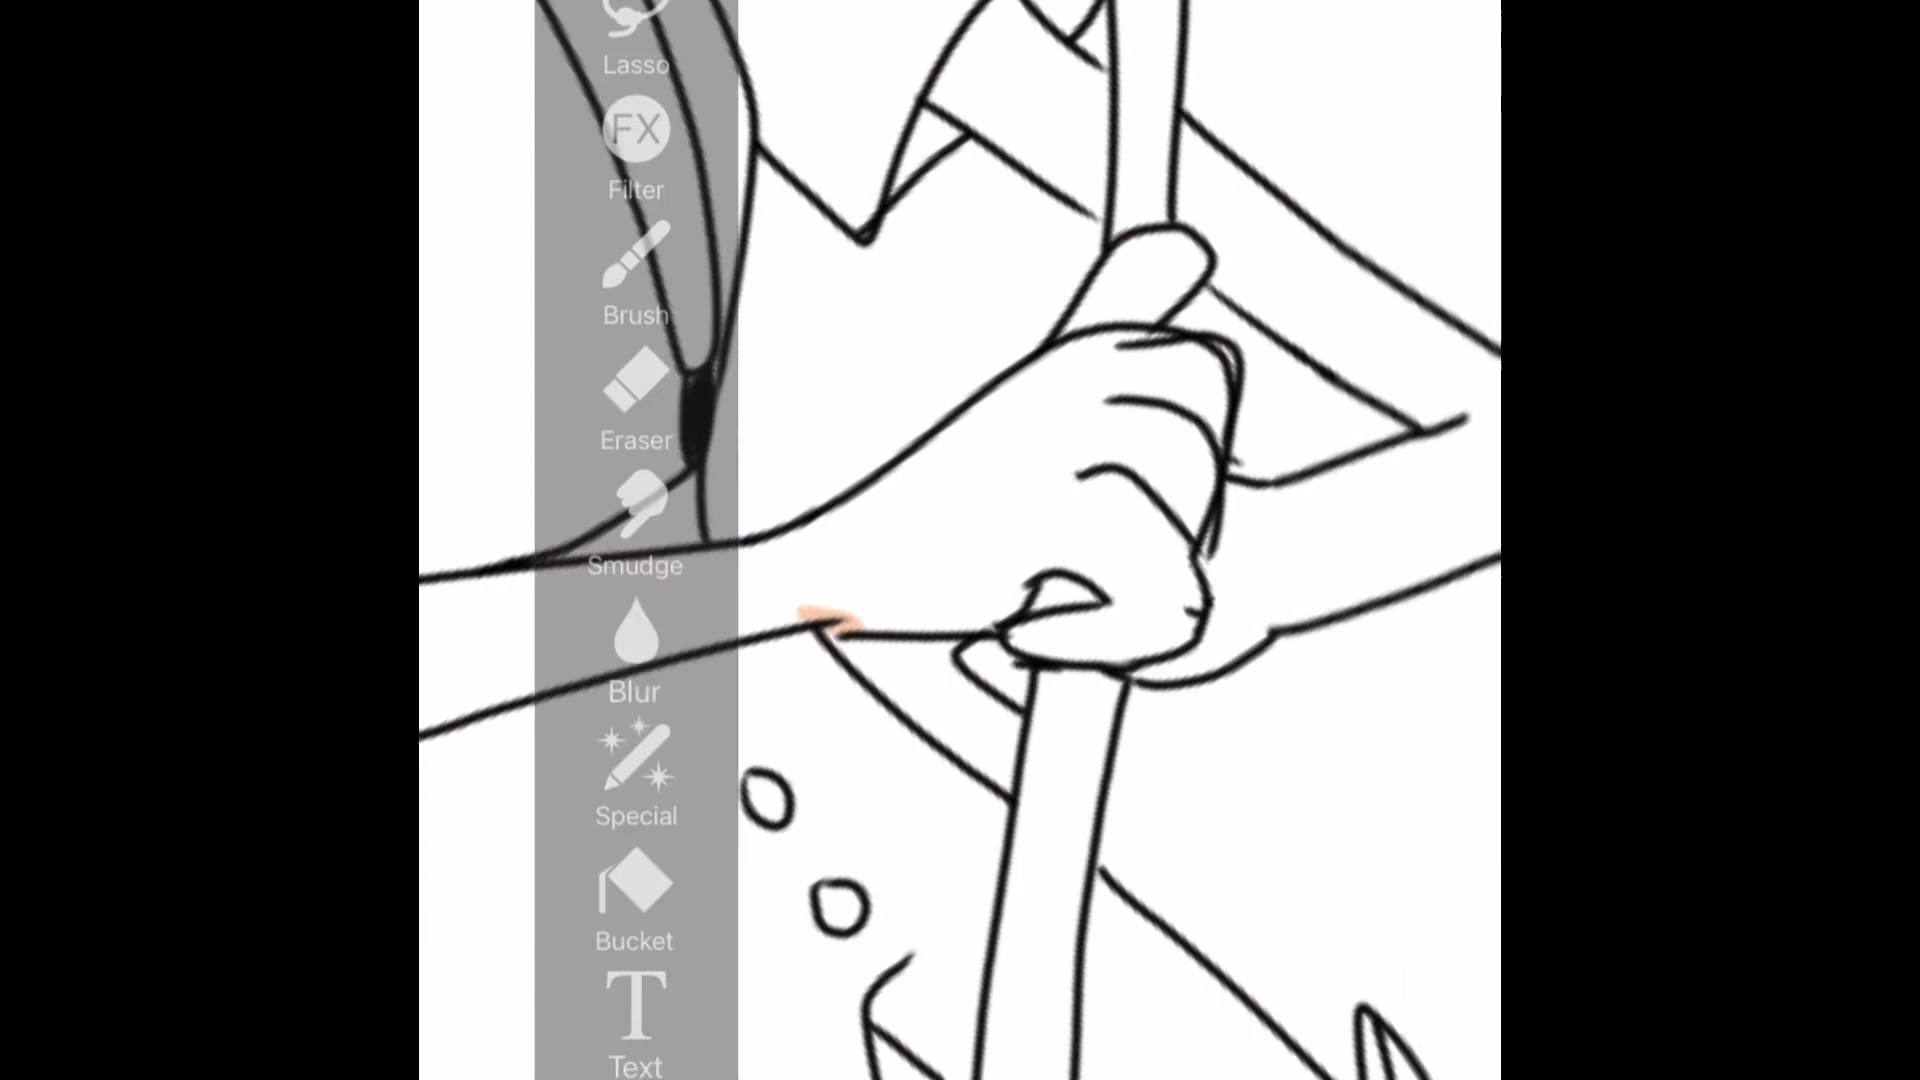 Lasso
FX
Filter
Brush
Eraser
Smudge
Blur
Special
Bucket
T
Text